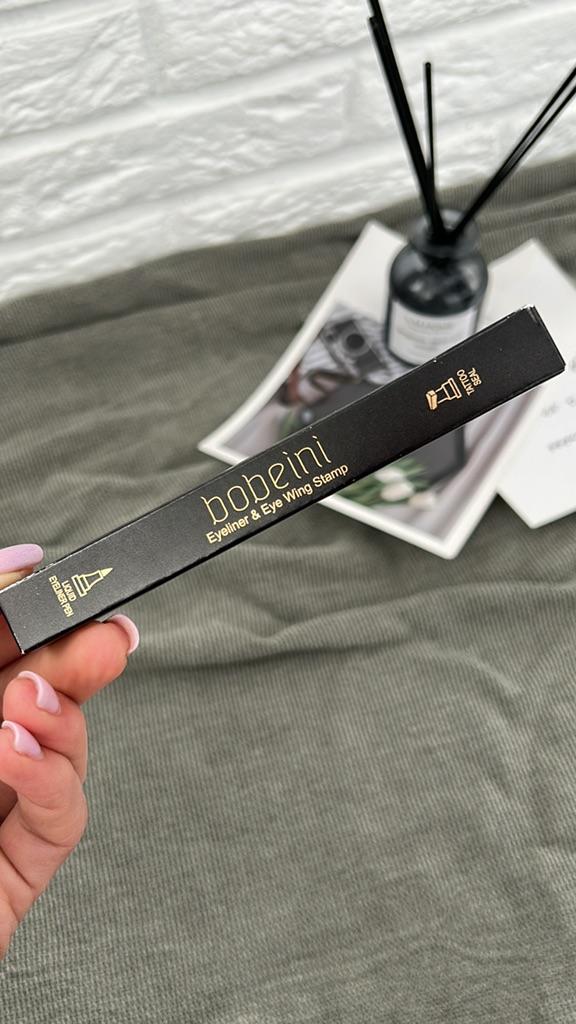 bobeini
Eyeliner & Eye Wing Stamp
LIQUID
EYELINER PEN
TATTOO
SEAL